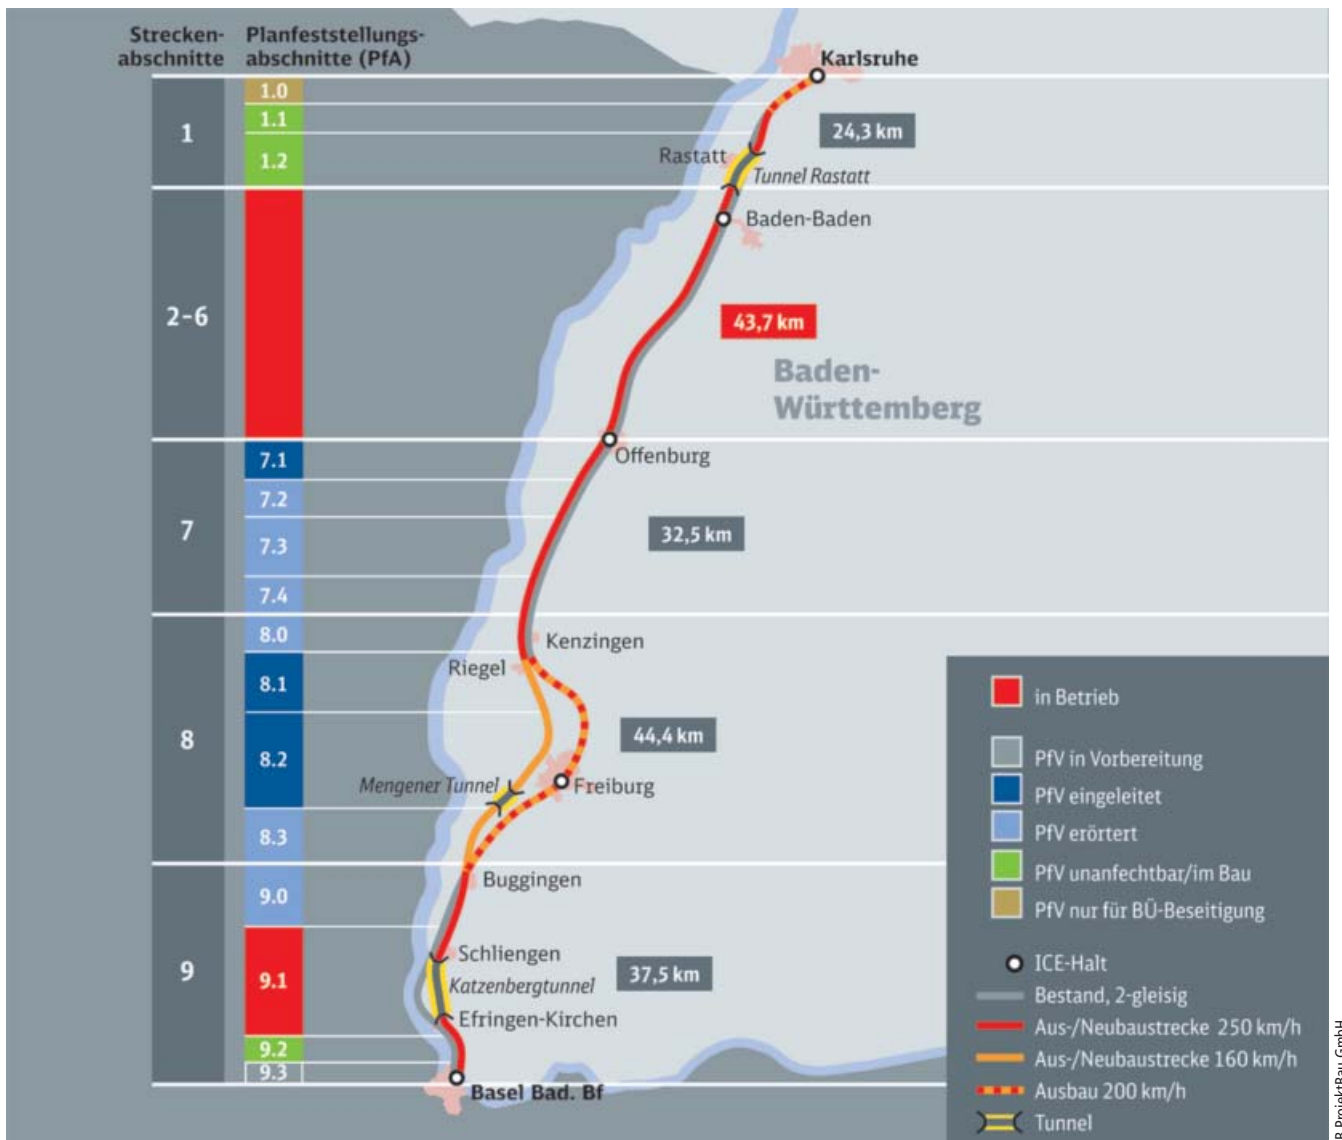 Strecken-
abschnitte
Planfeststellungs-
abschnitte (PfA)
1
1.0
1.1
1.2
2-6
7
7.1
7.2
7.3
7.4
8
8.0
8.1
8.2
8.3
9
9.0
9.1
9.2
9.3
Karlsruhe
24,3 km
Rastatt
Tunnel Rastatt
Baden-Baden
43,7 km
Baden-
Württemberg
Offenburg
32,5 km
Kenzingen
Riegel
44,4 km
Mengener Tunnel
Freiburg
Buggingen
Schliengen
37,5 km
Katzenbergtunnel
Efringen-Kirchen
Basel Bad. Bf
in Betrieb
PfV in Vorbereitung
PfV eingeleitet
PfV erörtert
PfV unanfechtbar/im Bau
PfV nur für BÜ-Beseitigung
ICE-Halt
Bestand, 2-gleisig
Aus-/Neubaustrecke 250 km/h
Aus-/Neubaustrecke 160 km/h
Ausbau 200 km/h
Tunnel
B ProjektBau GmbH